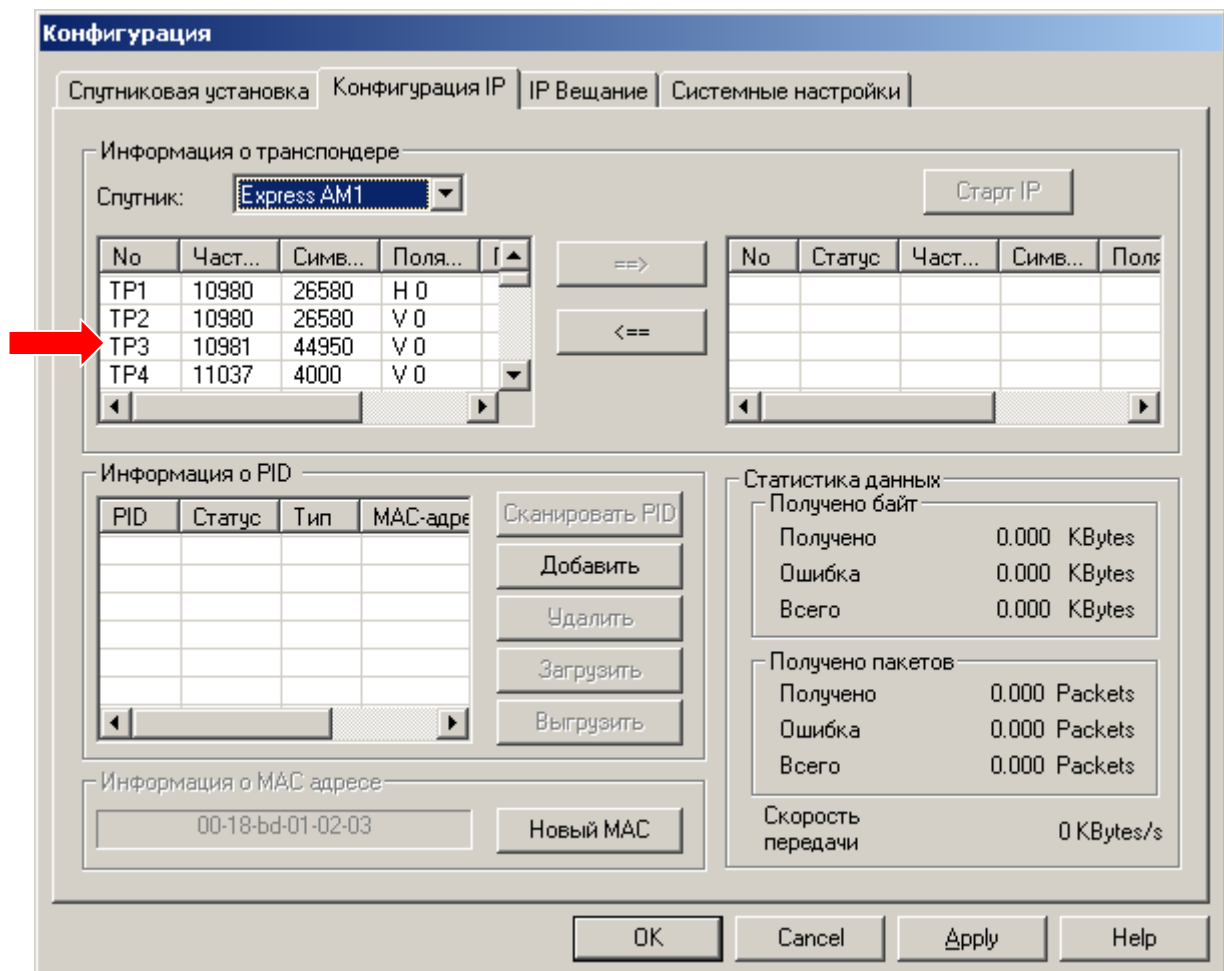 Конфигурация
Спутниковая установка Конфигурация IP IP Вещание Системные настройки
Информация о транспондере
Спутник: Express AM1 Старт IP
No Част... Симв... Поля... ==> No Статус Част... Симв... Поля
TP1 10980 26580 H 0
TP2 10980 26580 V 0
<==
TP3 10981 44950 V 0
TP4 11037 4000 V 0
Информация о PID
PID Статус Тип MAC-адре
Сканировать PID
Добавить
Удалить
Загрузить
Выгрузить
Статистика данных
Получено байт
Получено 0.000 KBytes
Ошибка 0.000 KBytes
Всего 0.000 KBytes
Получено пакетов
Получено 0.000 Packets
Ошибка 0.000 Packets
Всего 0.000 Packets
Скорость
передачи 0 KBytes/s
Информация о MAC адресе
00-18-bd-01-02-03 Новый MAC
OK Cancel Apply Help